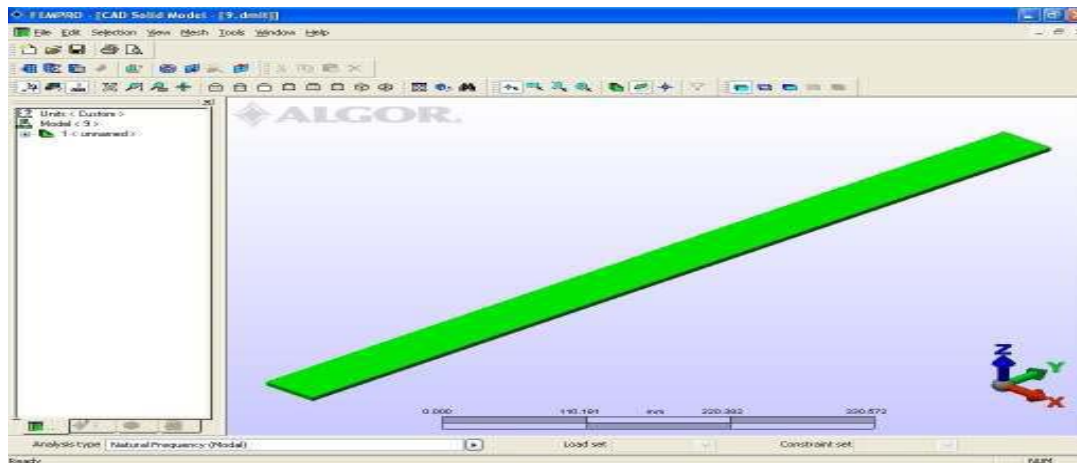 FEMPRO - [CAD Solid Model - [9.dmit]]
File Edit Selection View Mesh Tools Window Help
Units < Custom >
Model < 9 >
1 < unnamed >
ALGOR.
Z
Y
X
0.000 110.191 mm 220.382 330.573
Analysis type Natural Frequency (Modal) Load set Constraint set
Ready NUM